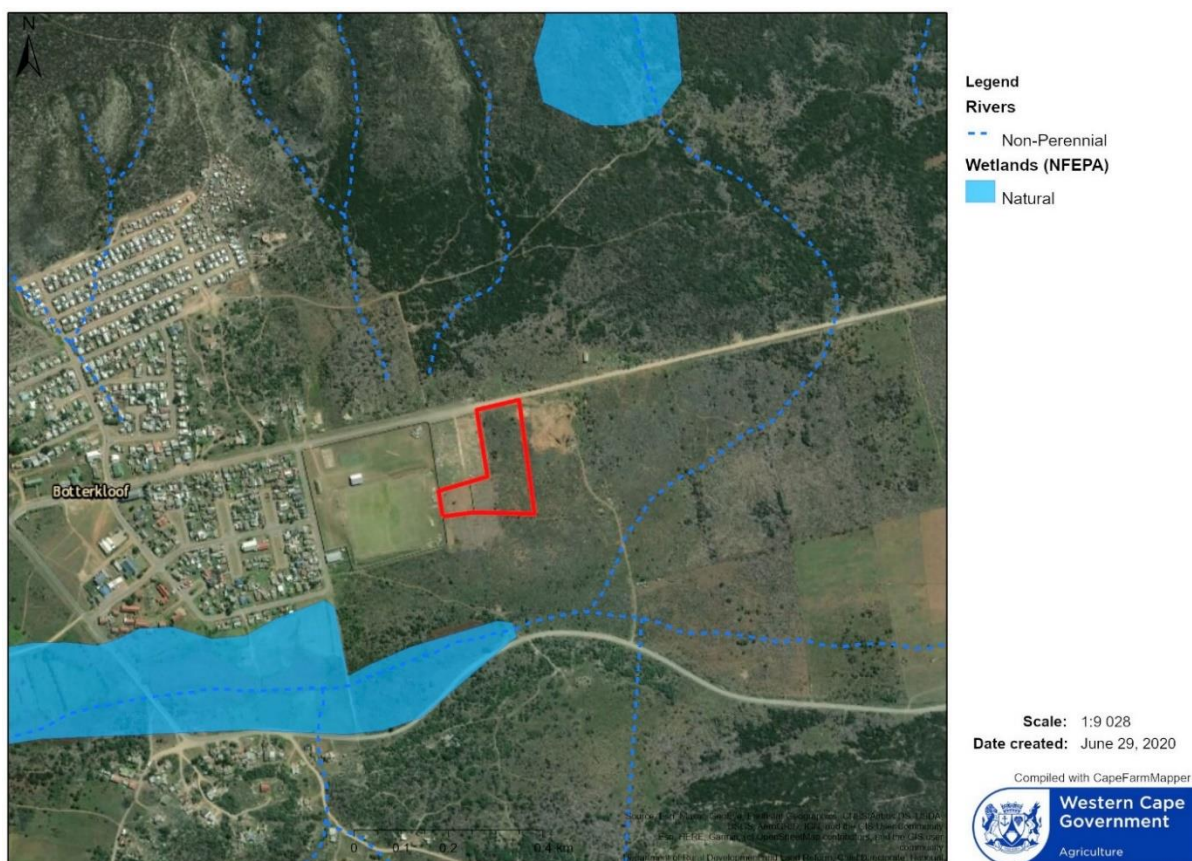 N
Botterkloof
0 0.1 0.2 0.4 km
Legend
Rivers
Non-Perennial
Wetlands (NFEPA)
Natural
Scale: 1:9 028
Date created: June 29, 2020
Compiled with CapeFarmMapper
Western Cape
Government
Agriculture